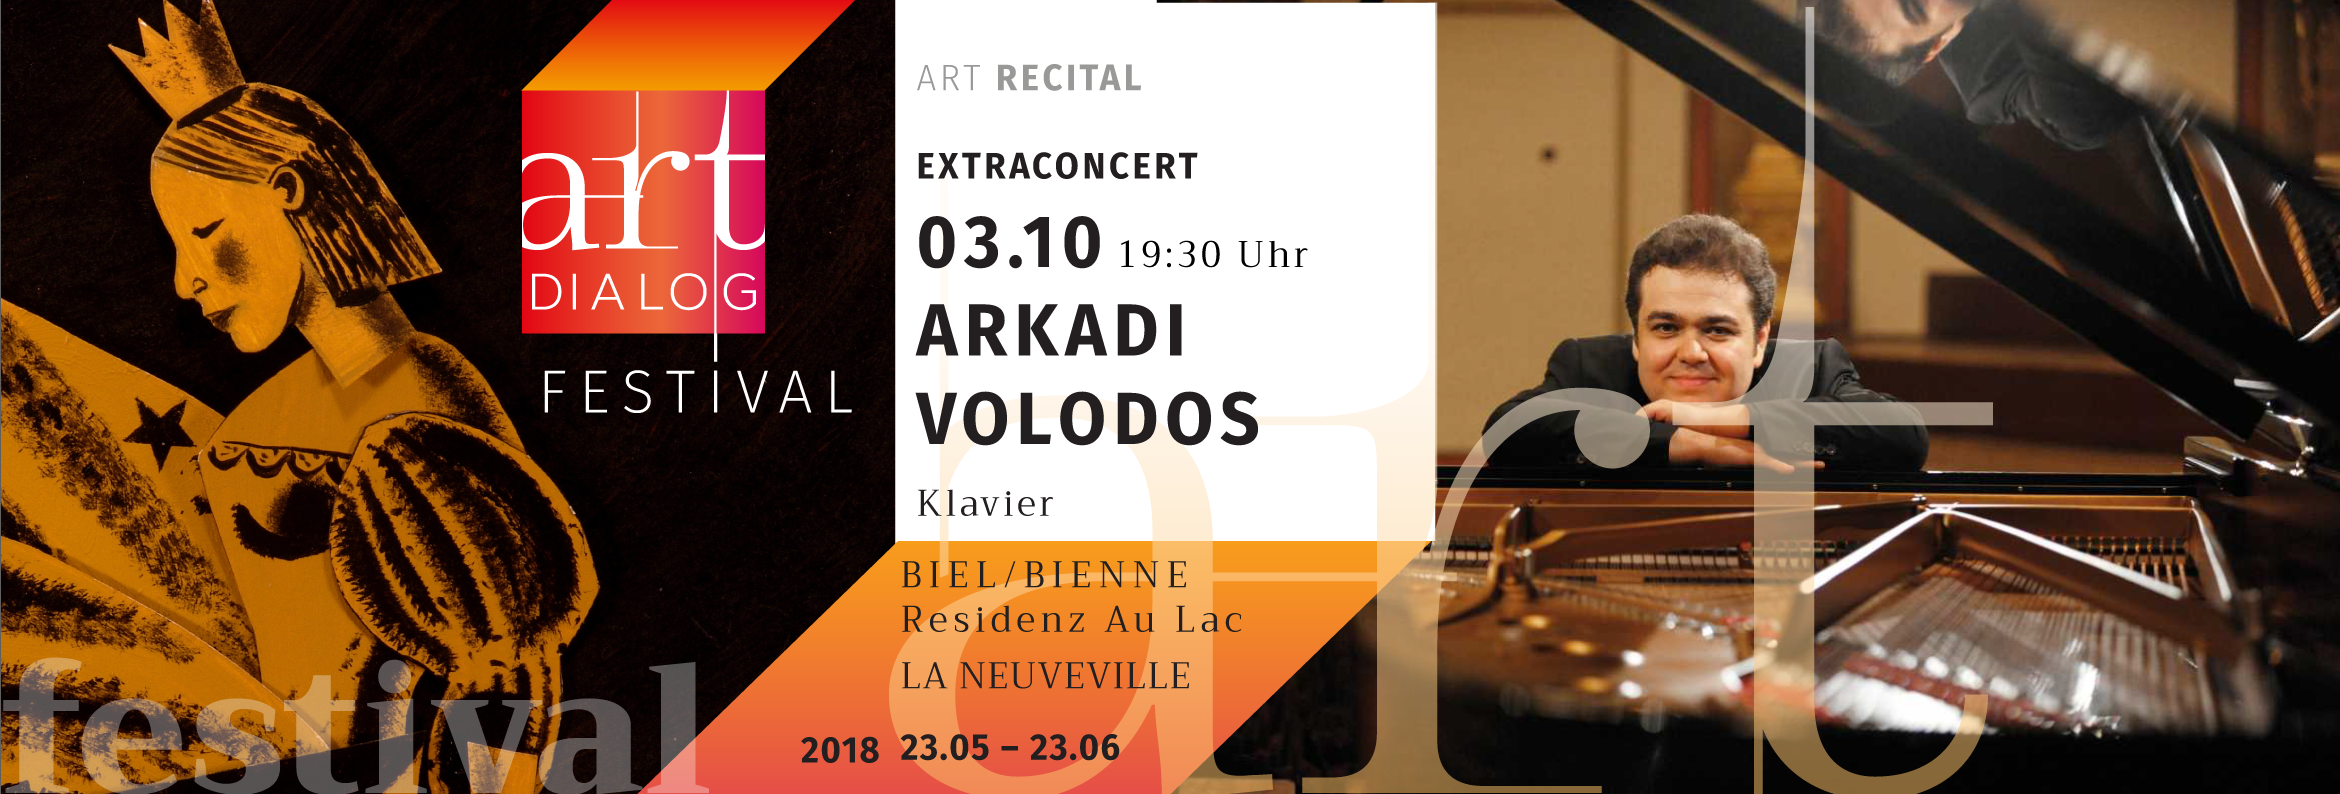 art
DIALOG
FESTIVAL
ART RECITAL
EXTRACONCERT
03.10 19:30 Uhr
ARKADI
VOLODOS
Klavier
BIEL/BIENNE
Residenz Au Lac
LA NEUVEVILLE
2018 23.05 – 23.06
festival
art